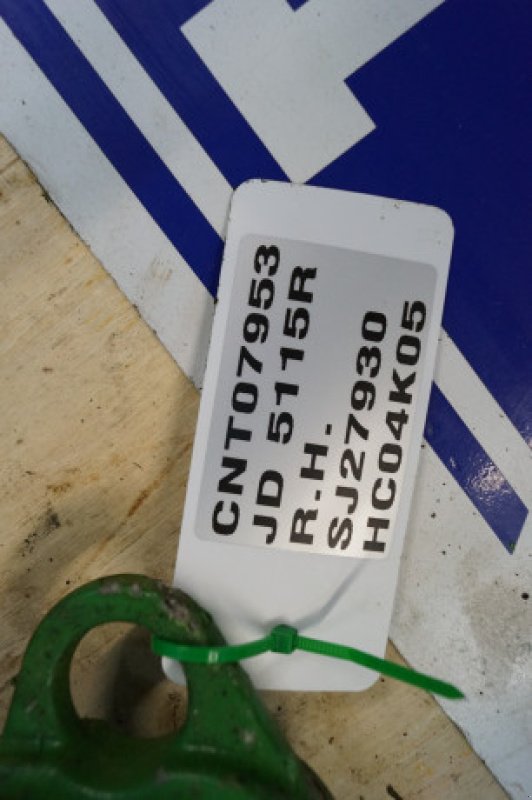 CNT07953
JD 5115R
R.H.
SJ27930
HC04K05